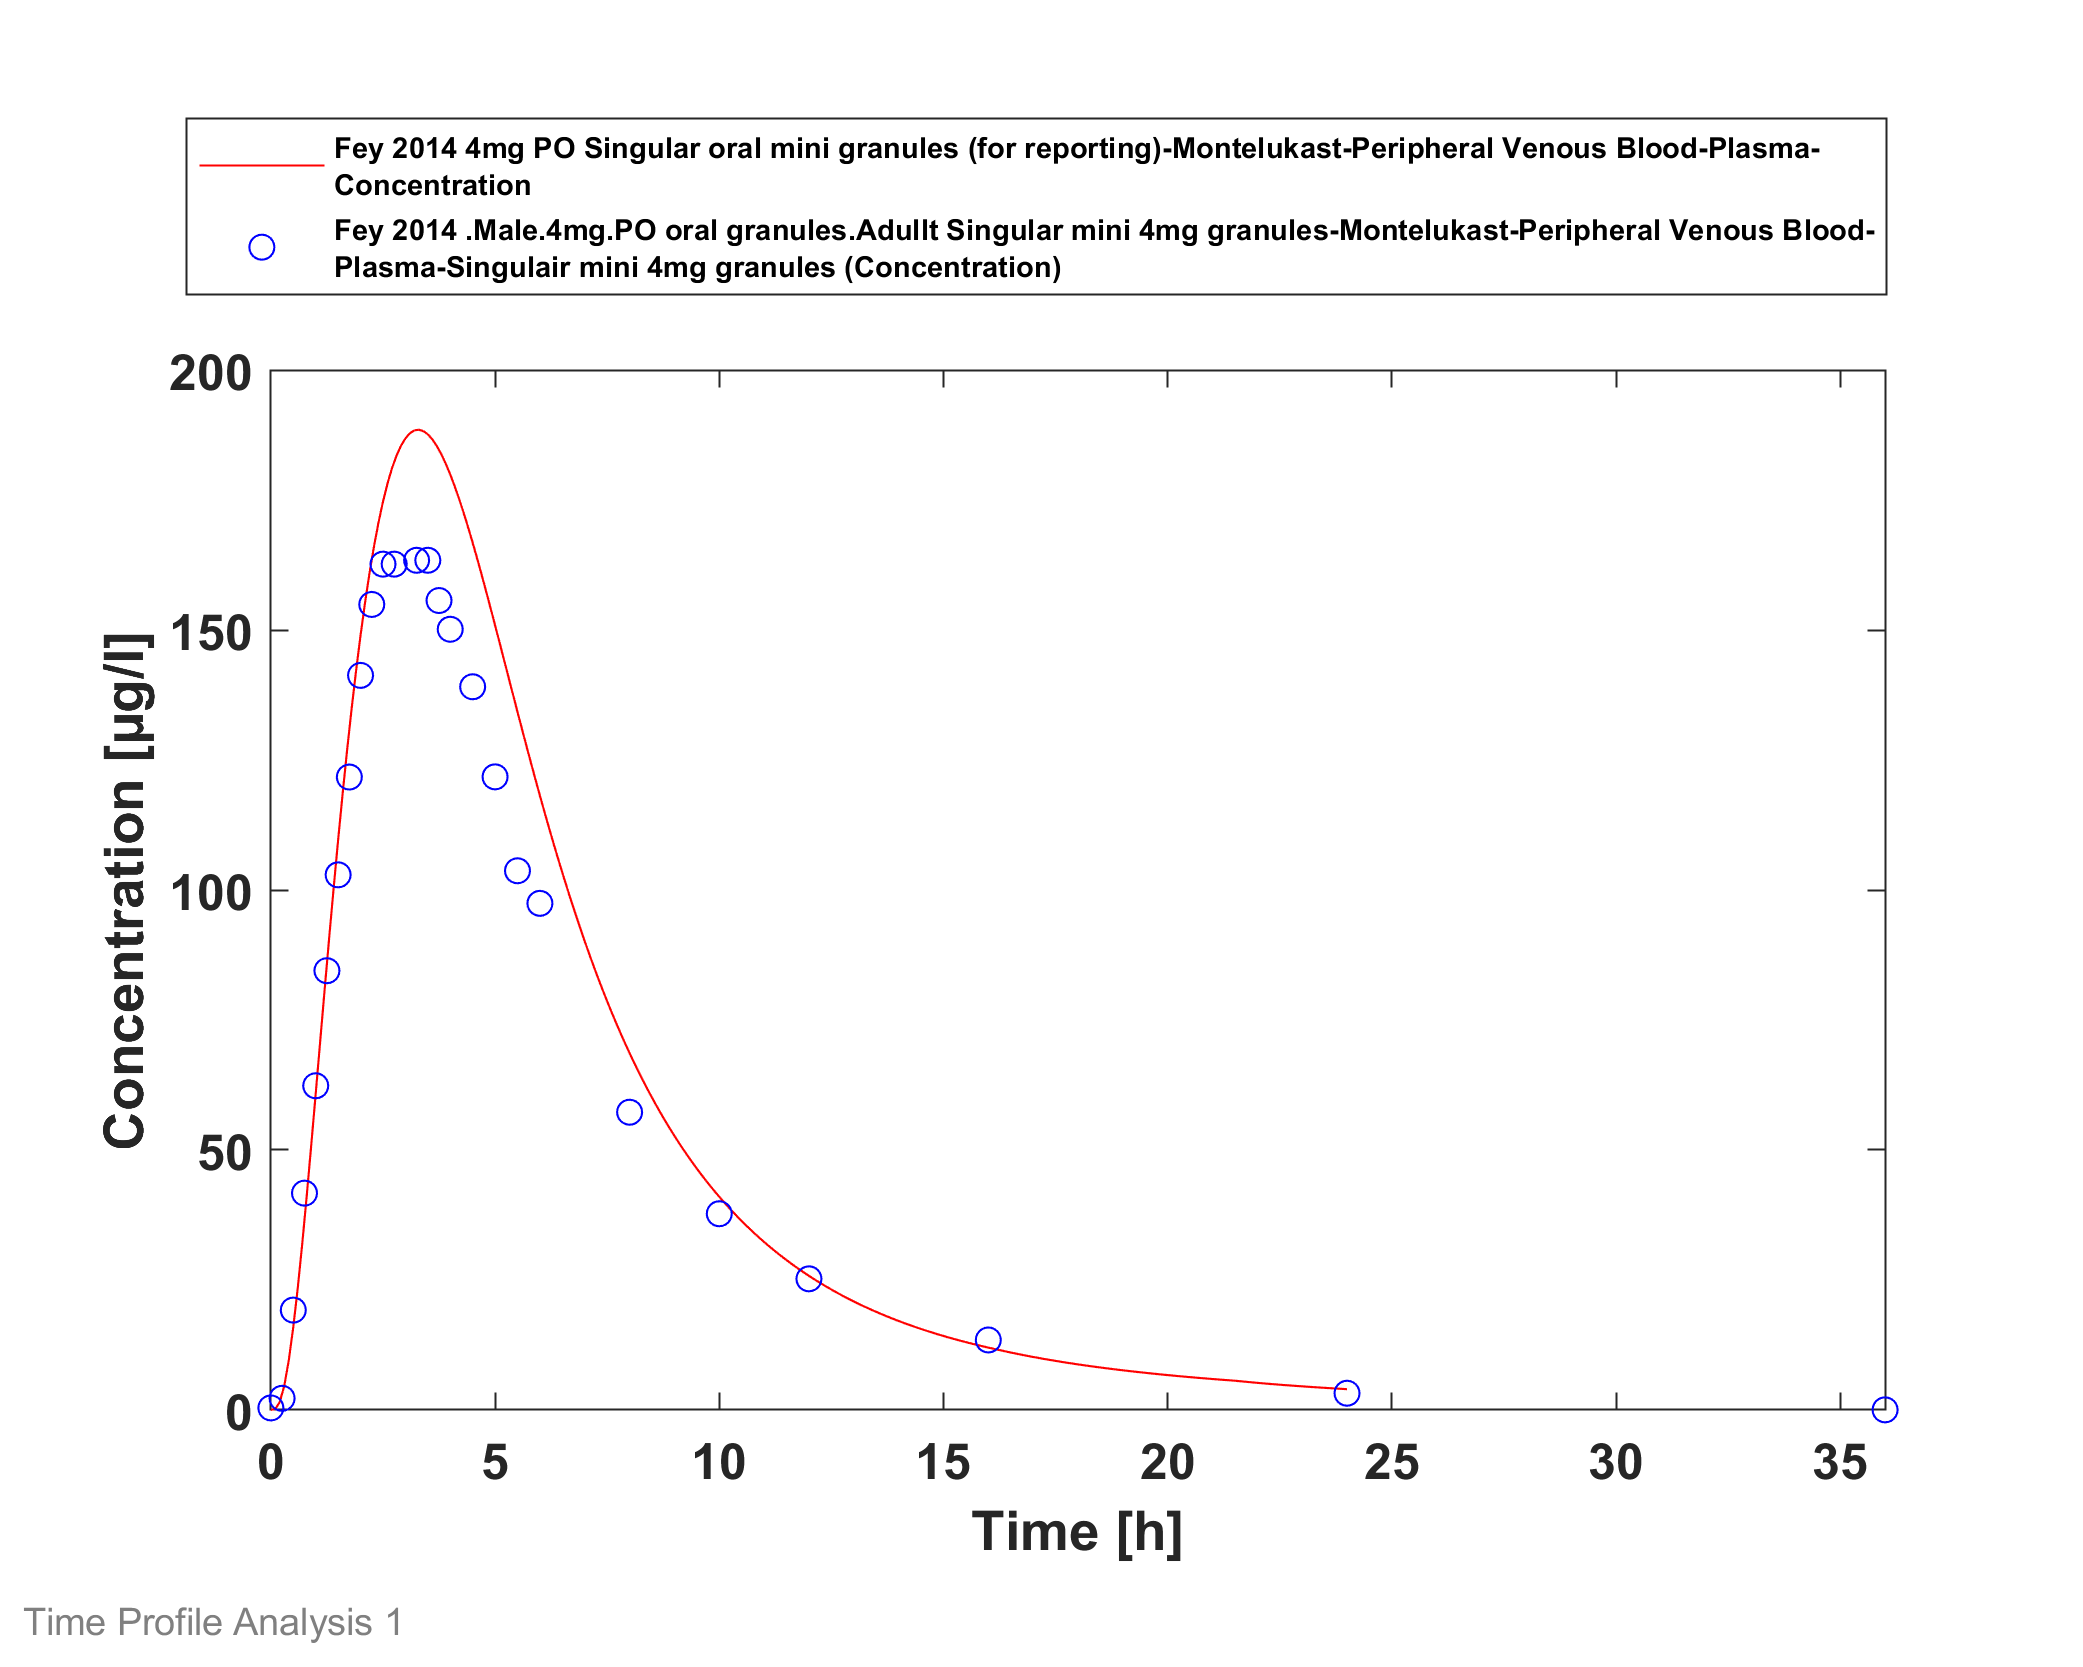 Fey 2014 4mg PO Singular oral mini granules (for reporting)-Montelukast-Peripheral Venous Blood-Plasma-
Concentration
Fey 2014 .Male.4mg.PO oral granules.Adullt Singular mini 4mg granules-Montelukast-Peripheral Venous Blood-
Plasma-Singulair mini 4mg granules (Concentration)
200
150
100
50
0
Concentration [µg/l]
0 5 10 15 20 25 30 35
Time [h]
Time Profile Analysis 1